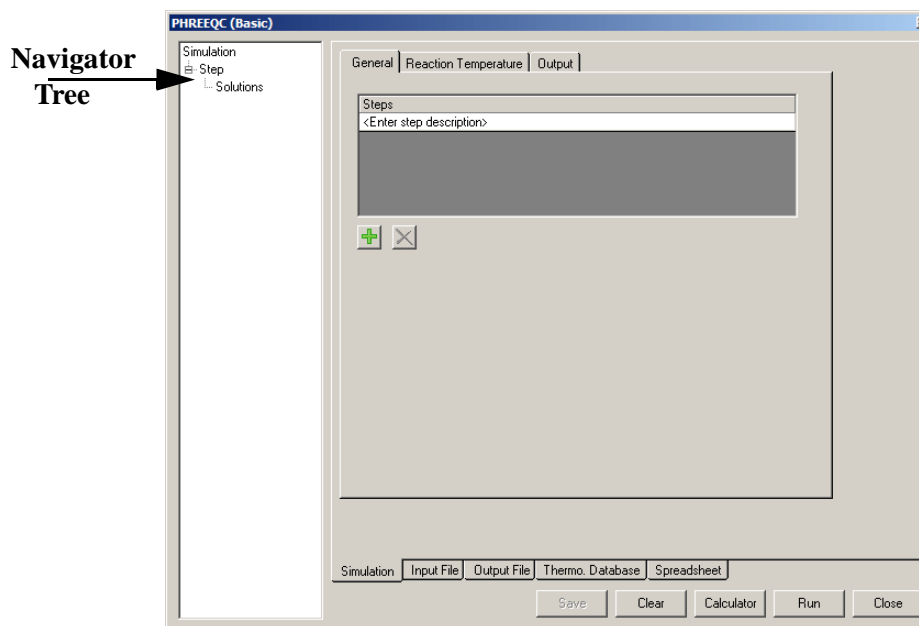 PHREEQC (Basic)
Navigator
Tree
Simulation
Step
Solutions
General
Reaction Temperature
Output
Steps
<Enter step description>
Simulation
Input File
Output File
Thermo. Database
Spreadsheet
Save
Clear
Calculator
Run
Close